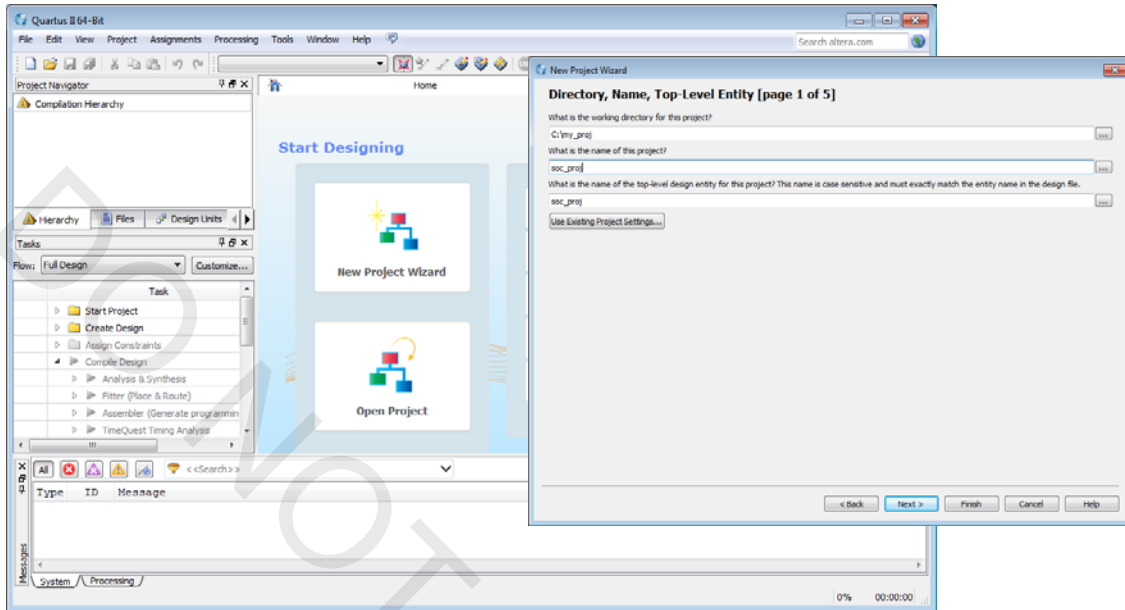 Quartus II 64-Bit
File Edit View Project Assignments Processing Tools Window Help
Search altera.com
Project Navigator
Compilation Hierarchy
Hierarchy Files Design Units
Tasks
Flow: Full Design Customize...
Task
Start Project
Create Design
Assign Constraints
Compile Design
Analysis & Synthesis
Fitter (Place & Route)
Assembler (Generate programmin
TimeQuest Timing Analysis
Home
Start Designing
New Project Wizard
Open Project
New Project Wizard
Directory, Name, Top-Level Entity [page 1 of 5]
What is the working directory for this project?
C:\my_proj
...
What is the name of this project?
soc_proj
...
What is the name of the top-level design entity for this project? This name is case sensitive and must exactly match the entity name in the design file.
soc_proj
...
Use Existing Project Settings...
< Back Next > Finish Cancel Help
All <<Search>>
Type ID Message
Messages
System Processing
0% 00:00:00
DO NOT